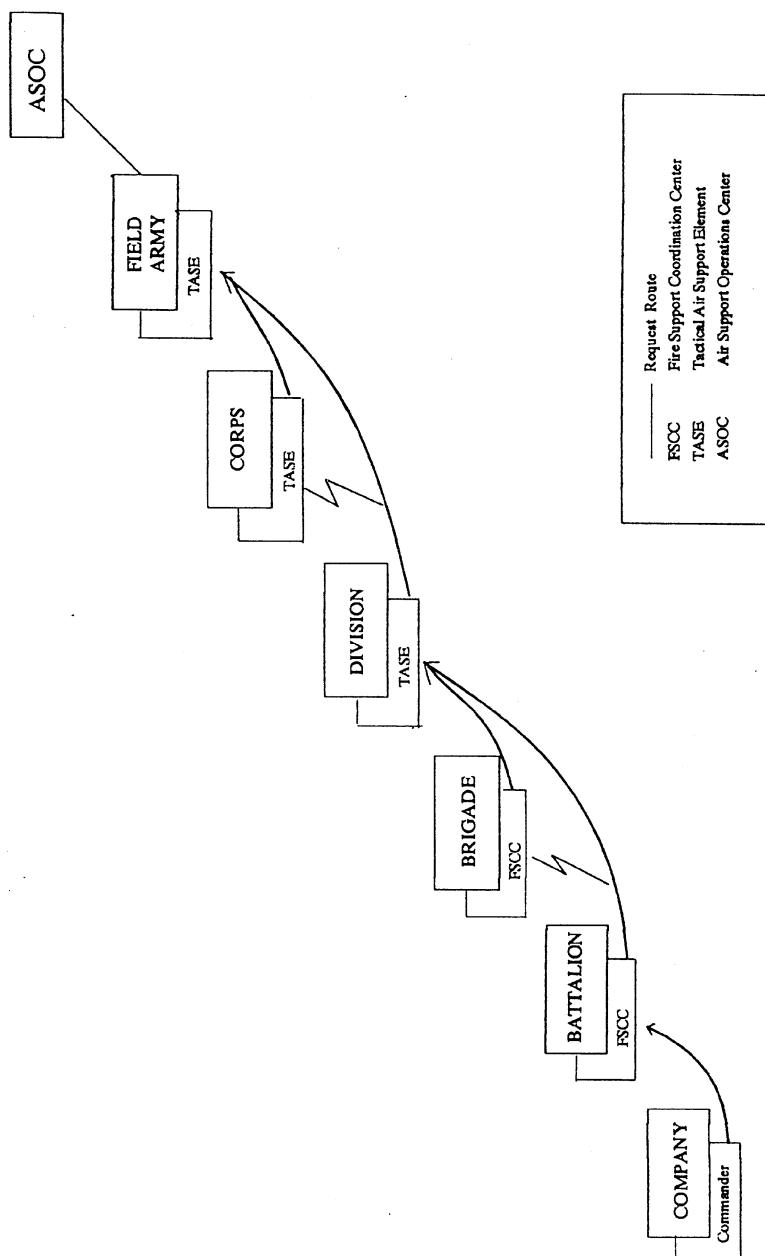 ASOC
FIELD
ARMY
TASE
CORPS
TASE
DIVISION
TASE
BRIGADE
FSCC
BATTALION
FSCC
COMPANY
Commander
Request Route
FSCC Fire Support Coordination Center
TASE Tactical Air Support Element
ASOC Air Support Operations Center